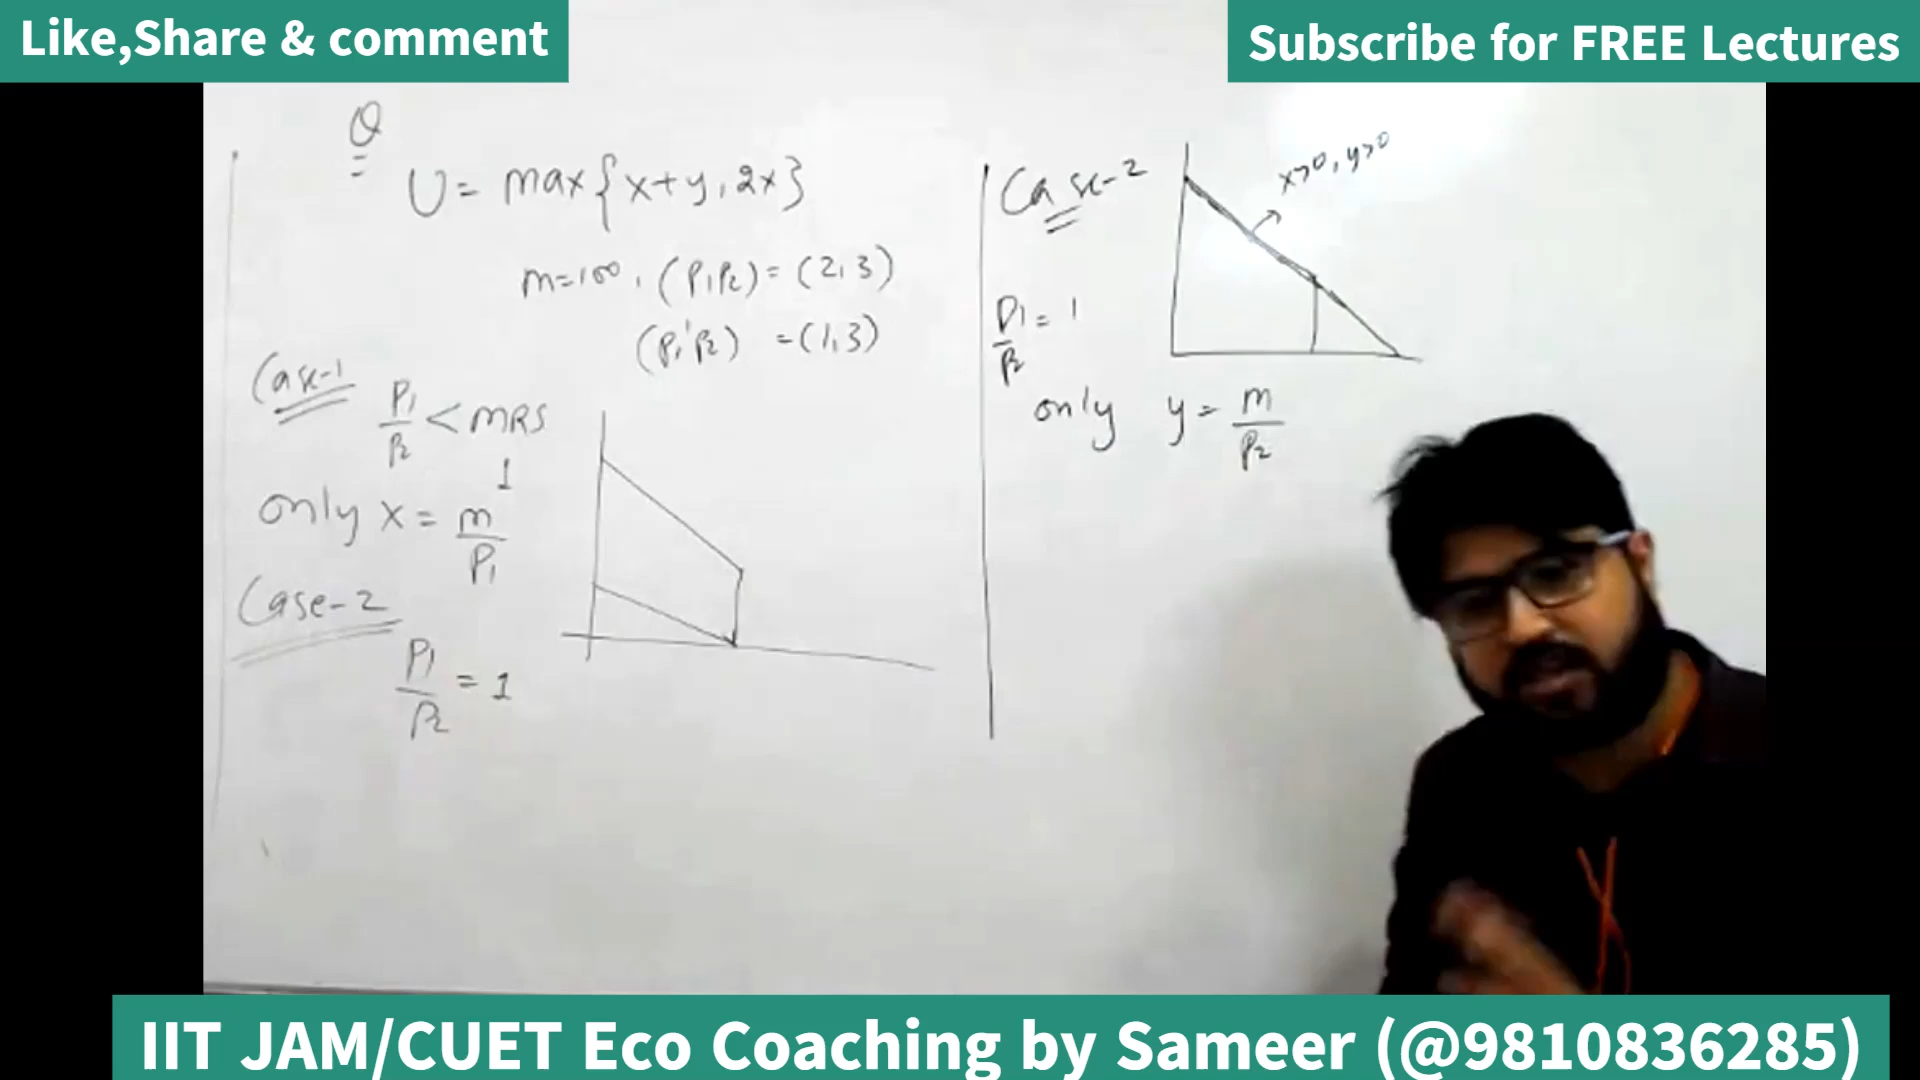 Like,Share & comment
Subscribe for FREE Lectures
Q
U = max{x+y, 2x}
m=100, (P1P2) = (2,3)
(P1'P2) =(1,3)
Case-1
P1/P2 < MRS
1
only x = m/P1
Case-2
P1/P2 = 1
Case-2
x>0, y>0
P1/P2 = 1
only y = m/P2
IIT JAM/CUET Eco Coaching by Sameer (@9810836285)